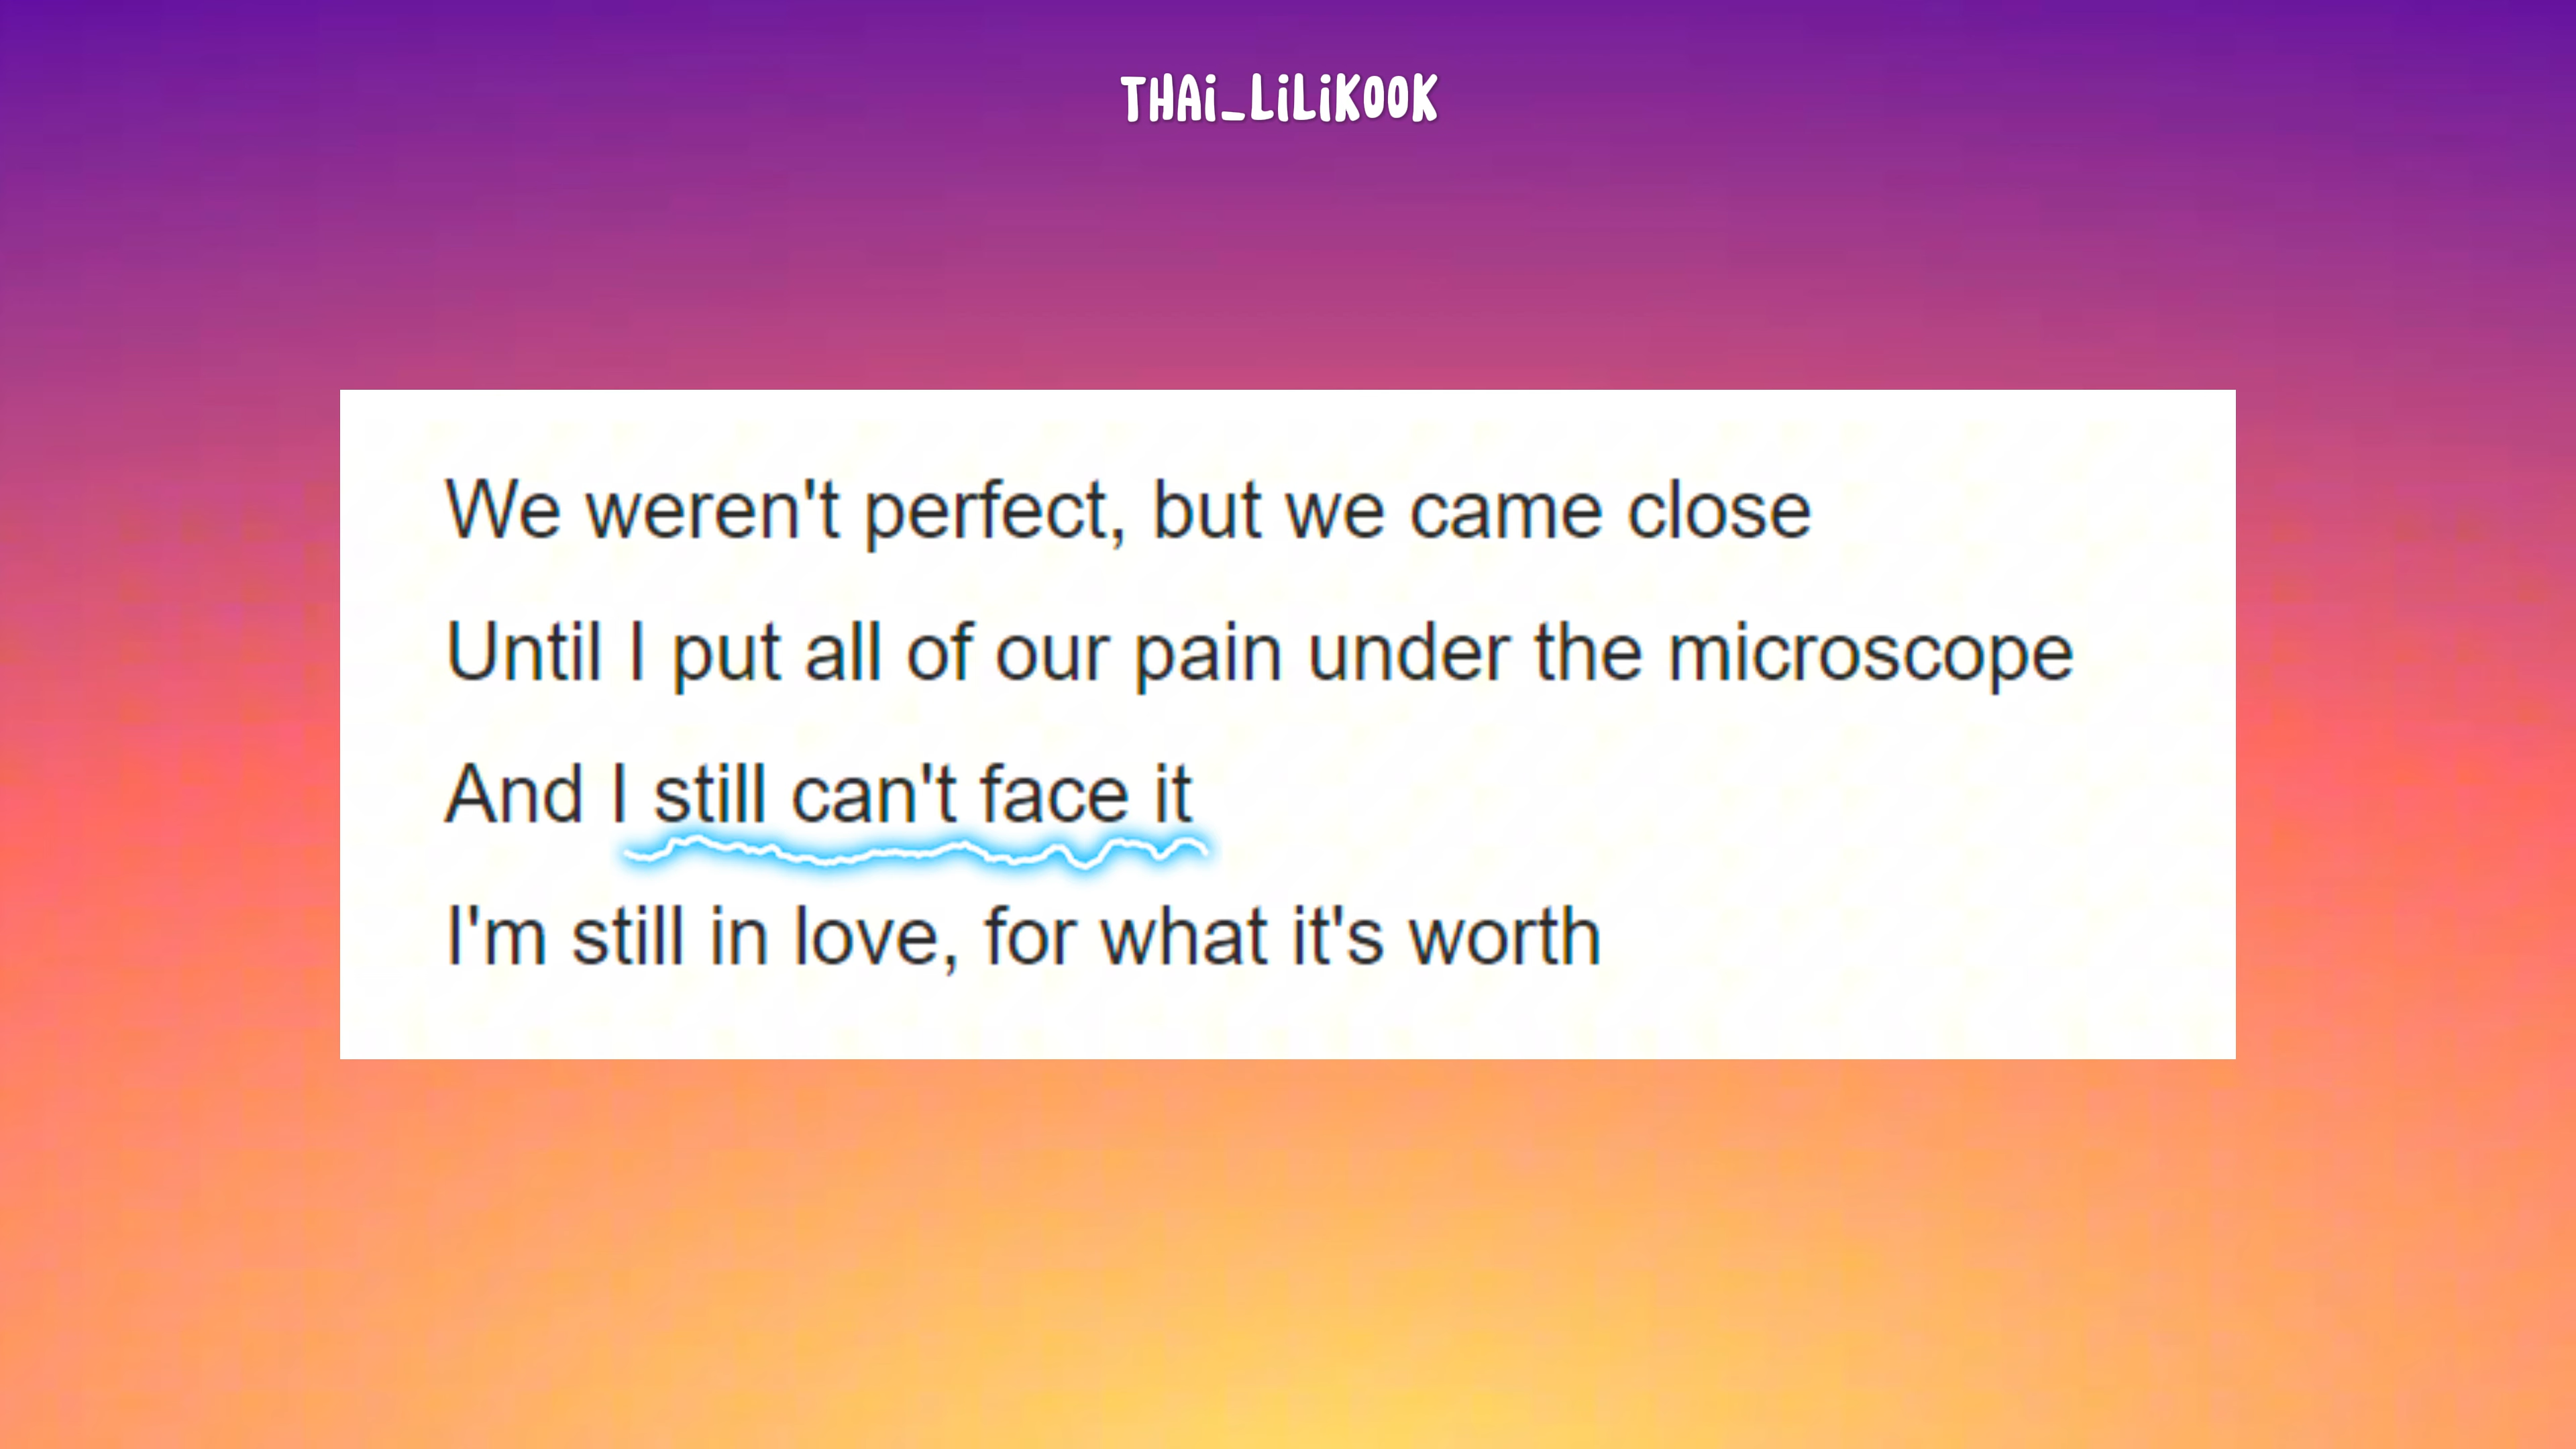 THAi_LiLiKOOK
We weren't perfect, but we came close
Until I put all of our pain under the microscope
And I still can't face it
I'm still in love, for what it's worth